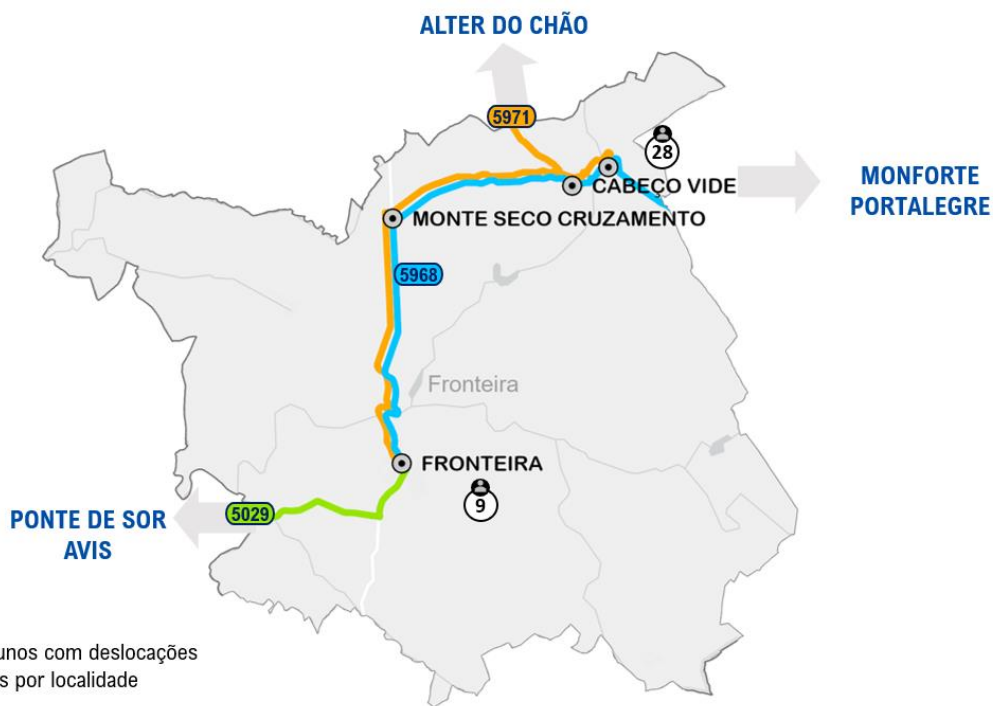 ALTER DO CHÃO
5971
28
CABEÇO VIDE
MONFORTE
PORTALEGRE
MONTE SECO CRUZAMENTO
5968
Fronteira
FRONTEIRA
9
5029
PONTE DE SOR
AVIS
unos com deslocações
s por localidade